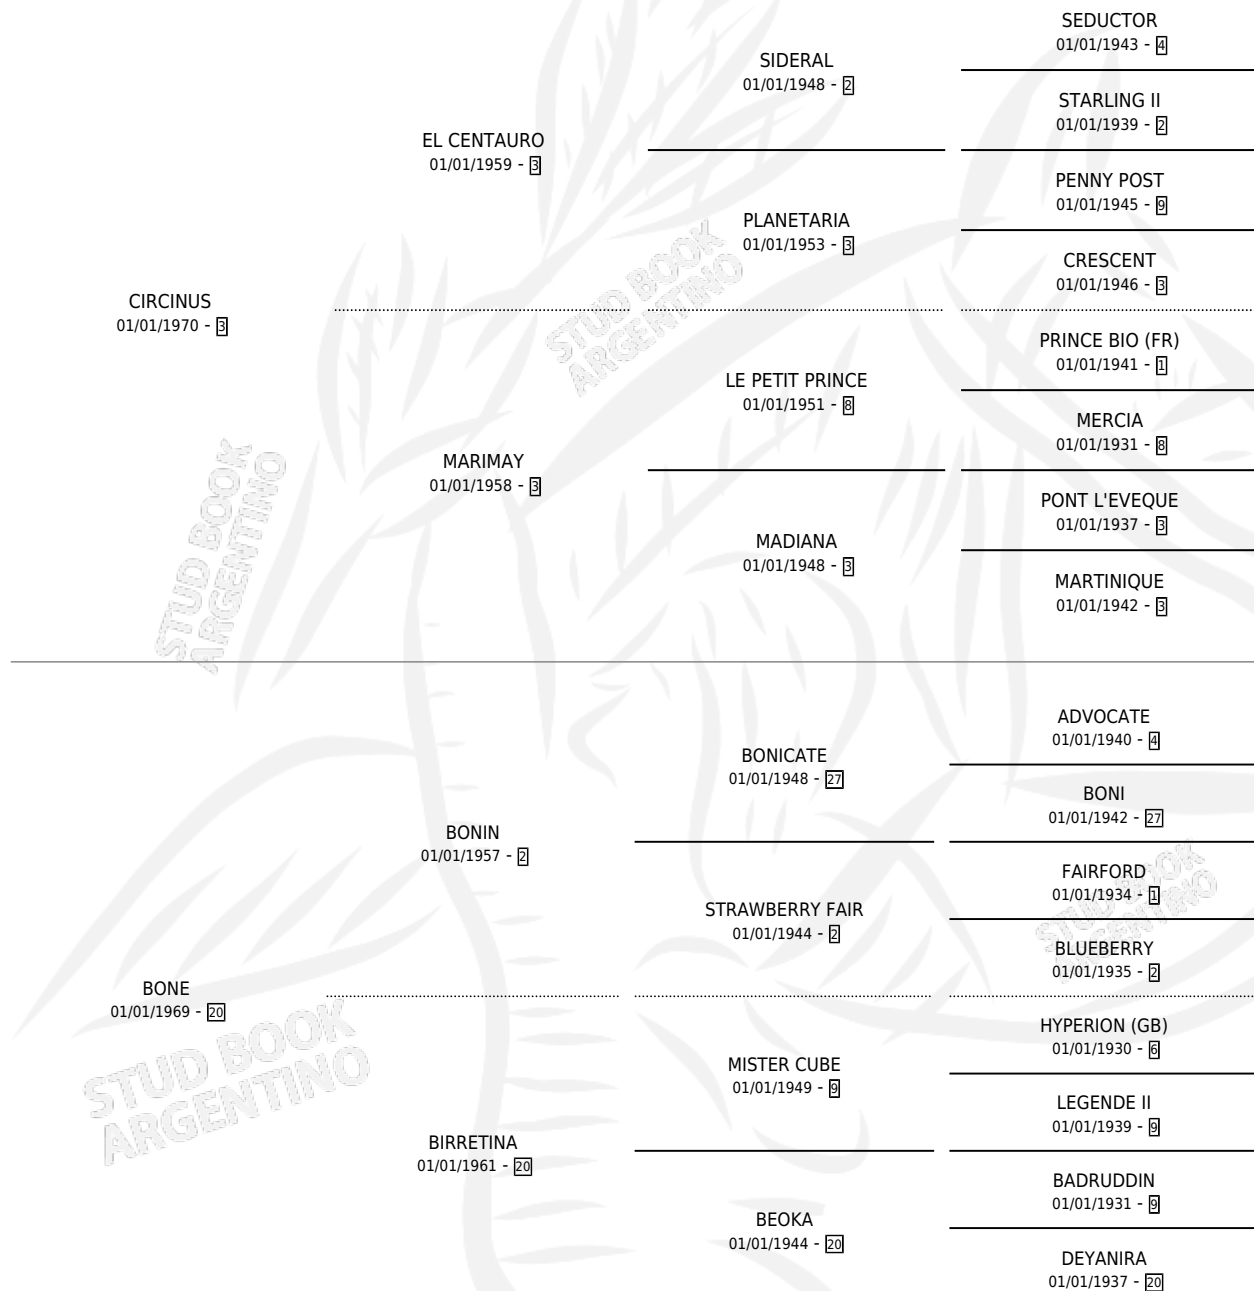 SEDUCTOR
01/01/1943 - 4
SIDERAL
01/01/1948 - 2
STARLING II
01/01/1939 - 2
EL CENTAURO
01/01/1959 - 3
PENNY POST
01/01/1945 - 9
PLANETARIA
01/01/1953 - 3
CRESCENT
01/01/1946 - 3
CIRCINUS
01/01/1970 - 3
PRINCE BIO (FR)
01/01/1941 - 1
LE PETIT PRINCE
01/01/1951 - 8
MERCIA
01/01/1931 - 8
MARIMAY
01/01/1958 - 3
PONT L'EVEQUE
01/01/1937 - 3
MADIANA
01/01/1948 - 3
MARTINIQUE
01/01/1942 - 3
ADVOCATE
01/01/1940 - 4
BONICATE
01/01/1948 - 27
BONI
01/01/1942 - 27
BONIN
01/01/1957 - 2
FAIRFORD
01/01/1934 - 1
STRAWBERRY FAIR
01/01/1944 - 2
BLUEBERRY
01/01/1935 - 2
BONE
01/01/1969 - 20
HYPERION (GB)
01/01/1930 - 6
MISTER CUBE
01/01/1949 - 9
LEGENDE II
01/01/1939 - 9
BIRRETINA
01/01/1961 - 20
BADRUDDIN
01/01/1931 - 9
BEOKA
01/01/1944 - 20
DEYANIRA
01/01/1937 - 20
STUD BOOK
ARGENTINO
STUD BOOK
ARGENTINO
STUD BOOK
ARGENTINO
STUD BOOK
ARGENTINO